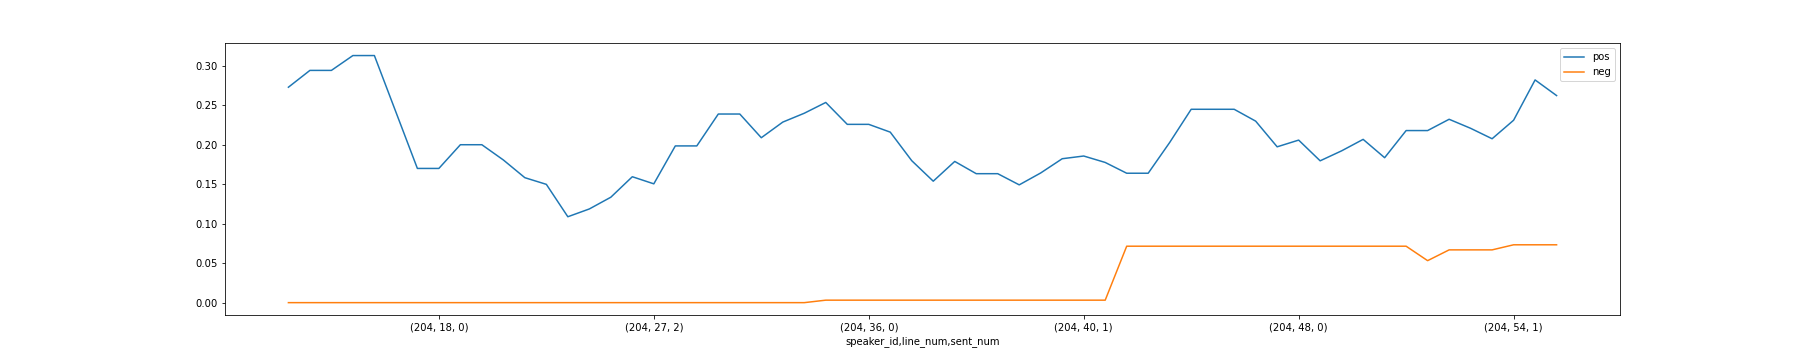 pos
neg
0.30
0.25
0.20
0.15
0.10
0.05
0.00
(204, 18, 0) (204, 27, 2) (204, 36, 0) (204, 40, 1) (204, 48, 0) (204, 54, 1)
speaker_id,line_num,sent_num